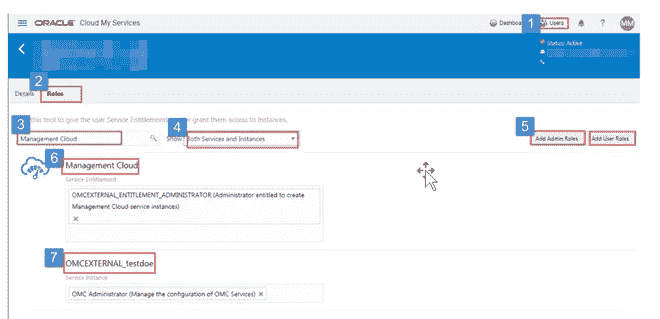 ORACLE Cloud My Services
Dashboa
1
Users
?
MM
Status: Active
2
Details
Roles
this tool to give the user Service Entitlements
grant them access to Instances.
3
Management Cloud
Show
4
Both Services and Instances
5
Add Admin Roles
Add User Roles
6
Management Cloud
Service Entitlement
OMCEXTERNAL_ENTITLEMENT_ADMINISTRATOR (Administrator entitled to create
Management Cloud service instances)
×
7
OMCEXTERNAL_testdoe
Service Instance
OMC Administrator (Manage the configuration of OMC Services) ×